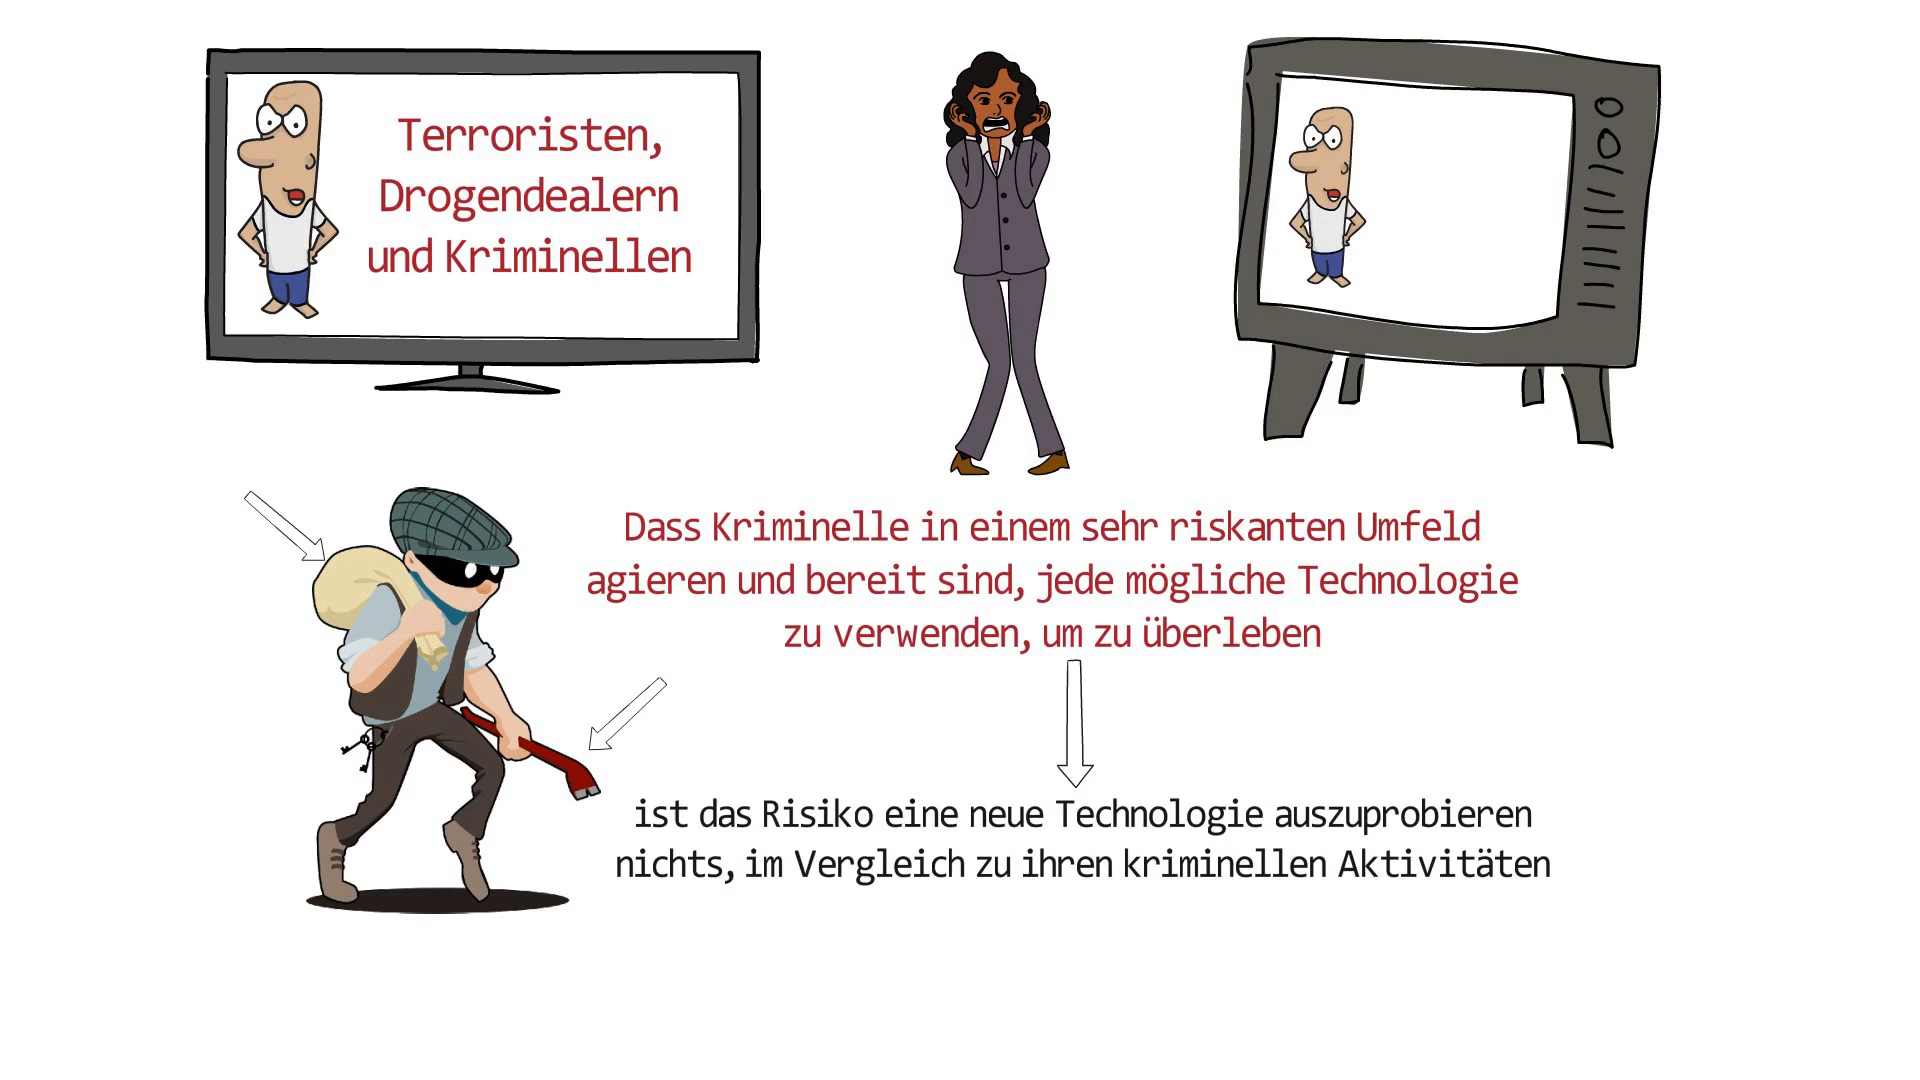 Terroristen,
Drogendealern
und Kriminellen
Dass Kriminelle in einem sehr riskanten Umfeld
agieren und bereit sind, jede mögliche Technologie
zu verwenden, um zu überleben
ist das Risiko eine neue Technologie auszuprobieren
nichts, im Vergleich zu ihren kriminellen Aktivitäten